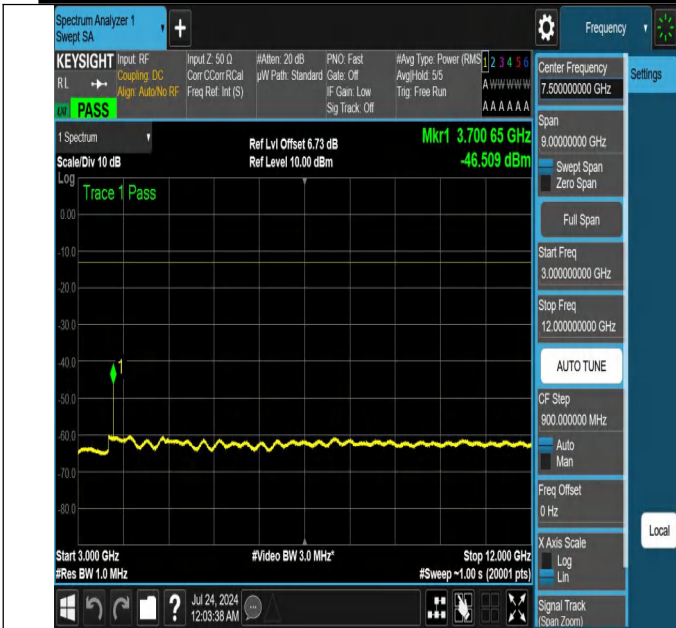 Spectrum Analyzer 1
Swept SA
+
Frequency
KEYSIGHT
RL
PASS
Input: RF
Coupling: DC
Align: Auto/No RF
Input Z: 50 Ω
Corr CCorr RCal
Freq Ref: Int (S)
#Atten: 20 dB
µW Path: Standard
PNO: Fast
Gate: Off
IF Gain: Low
Sig Track: Off
#Avg Type: Power (RMS
Avg|Hold: 5/5
Trig: Free Run
1 2 3 4 5 6
A W W W W W
A A A A A A
1 Spectrum
Scale/Div 10 dB
Log
Ref Lvl Offset 6.73 dB
Ref Level 10.00 dBm
Mkr1 3.700 65 GHz
-46.509 dBm
Trace 1 Pass
0.00
-10.0
-20.0
-30.0
-40.0
-50.0
-60.0
-70.0
-80.0
1
Start 3.000 GHz
#Res BW 1.0 MHz
#Video BW 3.0 MHz*
Stop 12.000 GHz
#Sweep ~1.00 s (20001 pts)
Jul 24, 2024
12:03:38 AM
?
Center Frequency
7.500000000 GHz
Span
9.00000000 GHz
Swept Span
Zero Span
Full Span
Start Freq
3.000000000 GHz
Stop Freq
12.000000000 GHz
AUTO TUNE
CF Step
900.000000 MHz
Auto
Man
Freq Offset
0 Hz
X Axis Scale
Log
Lin
Signal Track
(Span Zoom)
Settings
Local